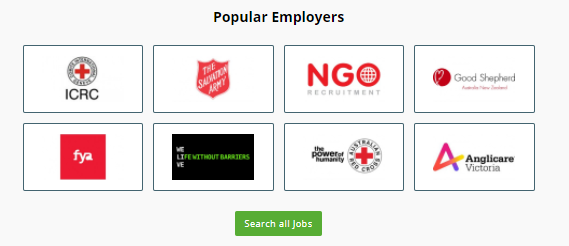 Popular Employers
ICRC
THE
SALVATION
ARMY
NGO
RECRUITMENT
Good Shepherd
Australia New Zealand
fya
WE
LIFE WITHOUT BARRIERS
VE
the
power of
humanity
AUSTRALIAN
RED CROSS
Anglicare
Victoria
Search all Jobs